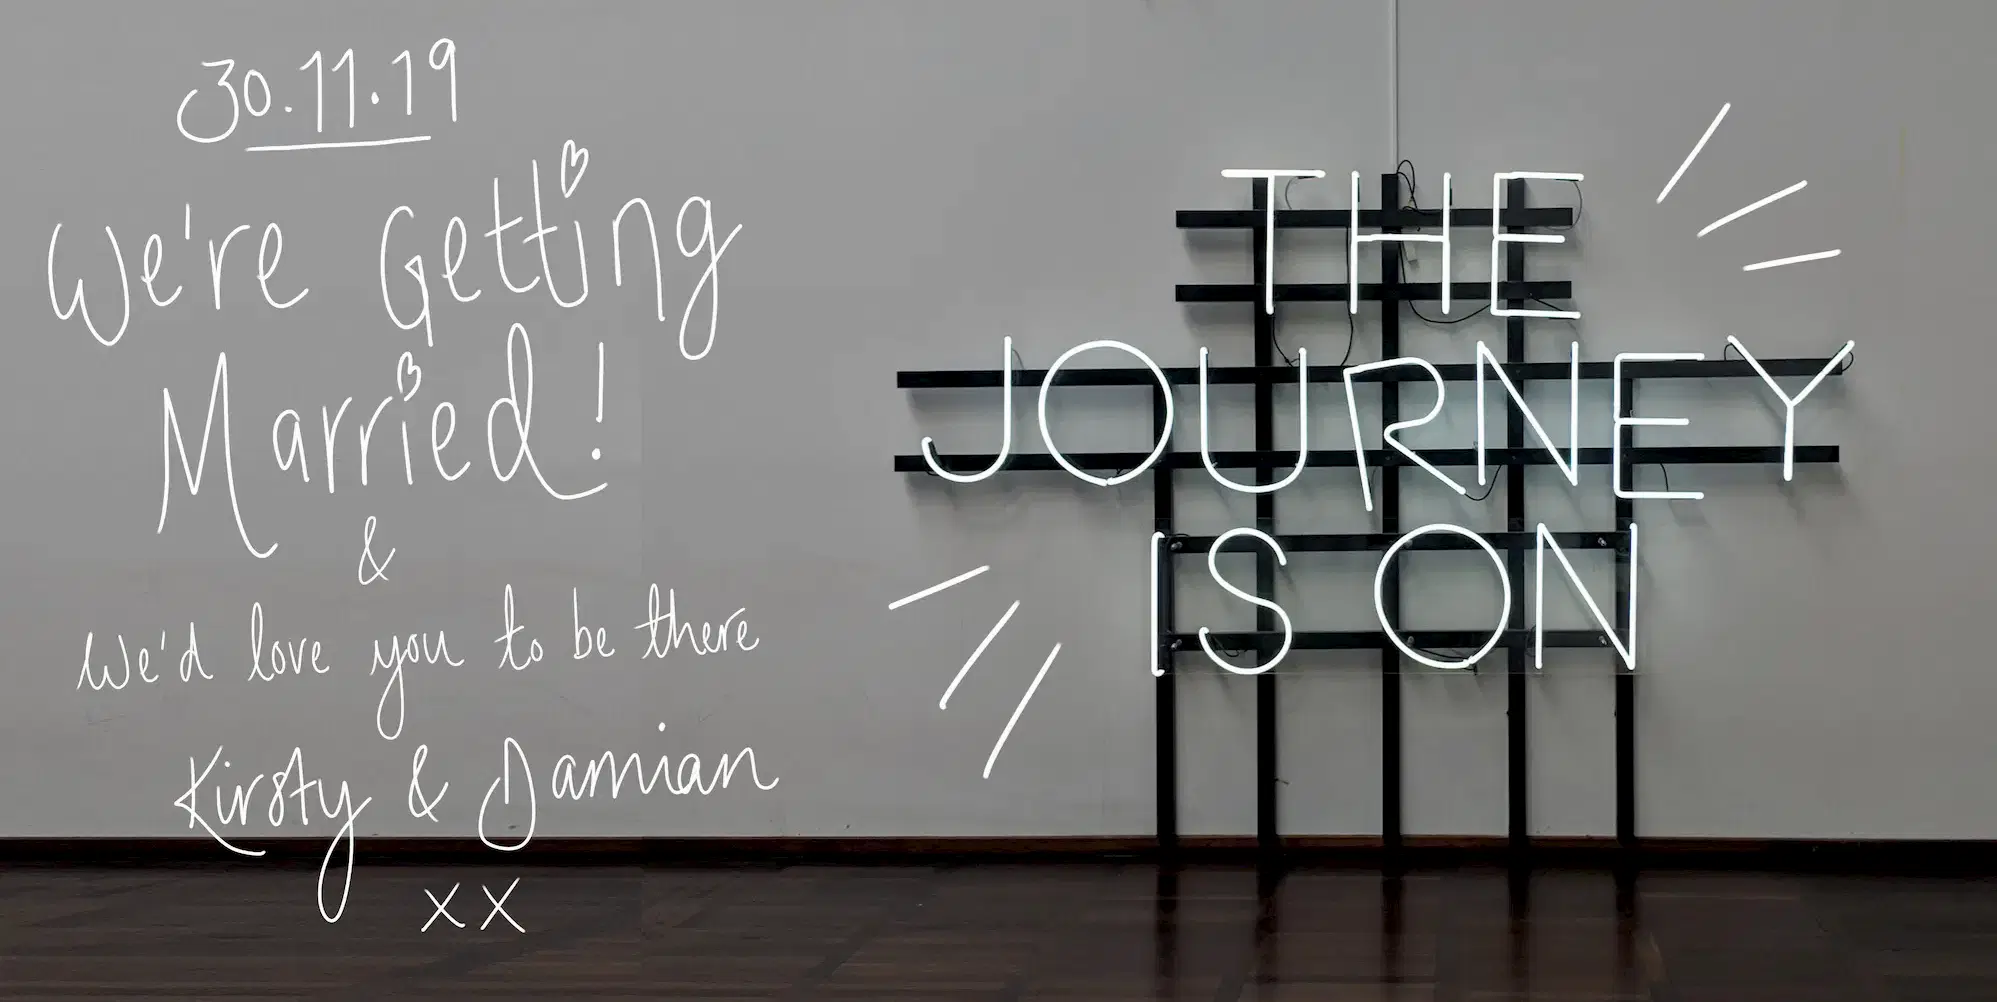 30.11.19
We're Getting
Married!
&
We'd love you to be there
Kirsty & Damian
xx
THE
JOURNEY
IS ON